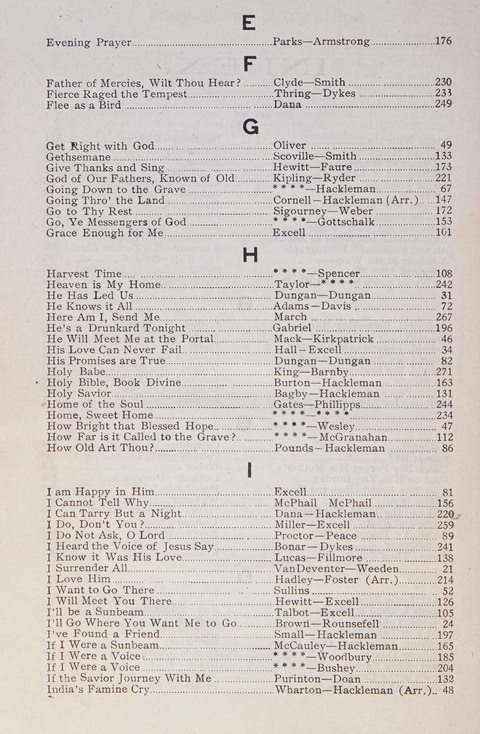 E
Evening Prayer Parks—Armstrong 176
F
Father of Mercies, Wilt Thou Hear? Clyde—Smith 230
Fierce Raged the Tempest Thring—Dykes 233
Flee as a Bird Dana 249
G
Get Right with God Oliver 49
Gethsemane Scoville—Smith 133
Give Thanks and Sing Hewitt—Faure 173
God of Our Fathers, Known of Old Kipling—Ryder 221
Going Down to the Grave * * * *—Hackleman 67
Going Thro' the Land Cornell—Hackleman (Arr.) 147
Go to Thy Rest Sigourney—Weber 172
Go, Ye Messengers of God * * * *—Gottschalk 153
Grace Enough for Me Excell 101
H
Harvest Time * * * *—Spencer 108
Heaven is My Home Taylor—* * * * 242
He Has Led Us Dungan—Dungan 31
He Knows it All Adams—Davis 72
Here Am I, Send Me March 267
He's a Drunkard Tonight Gabriel 196
He Will Meet Me at the Portal Mack—Kirkpatrick 46
His Love Can Never Fail Hall—Excell 34
His Promises are True Dungan—Dungan 82
Holy Babe King—Barnby 271
Holy Bible, Book Divine Burton—Hackleman 163
Holy Savior Bagby—Hackleman 131
Home of the Soul Gates—Phillipps 244
Home, Sweet Home * * * *—* * * * 234
How Bright that Blessed Hope * * * *—Wesley 47
How Far is it Called to the Grave? * * * *—McGranahan 112
How Old Art Thou? Pounds—Hackleman 86
I
I am Happy in Him Excell 81
I Cannot Tell Why McPhail McPhail 156
I Can Tarry But a Night Dana—Hackleman 220
I Do, Don't You? Miller—Excell 259
I Do Not Ask, O Lord Proctor—Peace 89
I Heard the Voice of Jesus Say Bonar—Dykes 241
I Know it Was His Love Lucas—Fillmore 138
I Surrender All VanDeventer—Weeden 21
I Love Him Hadley—Foster (Arr.) 214
I Want to Go There Sullins 52
I Will Meet You There Hewitt—Excell 126
I'll be a Sunbeam Talbot—Excell 105
I'll Go Where You Want Me to Go Brown—Rounsefell 24
I've Found a Friend Small—Hackleman 197
If I Were a Sunbeam McCauley—Hackleman 165
If I Were a Voice * * * *—Woodbury 185
If I Were a Voice * * * *—Bushey 204
If the Savior Journey With Me Purinton—Doan 132
India's Famine Cry Wharton—Hackleman (Arr.) 48